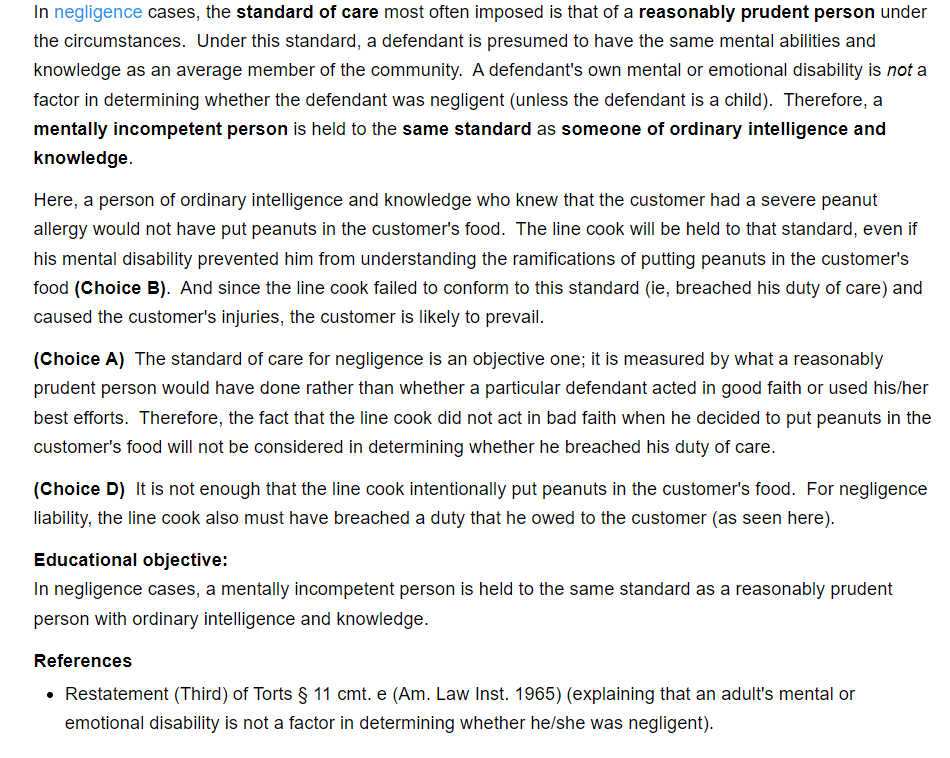 In negligence cases, the standard of care most often imposed is that of a reasonably prudent person under
the circumstances.  Under this standard, a defendant is presumed to have the same mental abilities and
knowledge as an average member of the community.  A defendant's own mental or emotional disability is not a
factor in determining whether the defendant was negligent (unless the defendant is a child).  Therefore, a
mentally incompetent person is held to the same standard as someone of ordinary intelligence and
knowledge.
Here, a person of ordinary intelligence and knowledge who knew that the customer had a severe peanut
allergy would not have put peanuts in the customer's food.  The line cook will be held to that standard, even if
his mental disability prevented him from understanding the ramifications of putting peanuts in the customer's
food (Choice B).  And since the line cook failed to conform to this standard (ie, breached his duty of care) and
caused the customer's injuries, the customer is likely to prevail.
(Choice A)  The standard of care for negligence is an objective one; it is measured by what a reasonably
prudent person would have done rather than whether a particular defendant acted in good faith or used his/her
best efforts.  Therefore, the fact that the line cook did not act in bad faith when he decided to put peanuts in the
customer's food will not be considered in determining whether he breached his duty of care.
(Choice D)  It is not enough that the line cook intentionally put peanuts in the customer's food.  For negligence
liability, the line cook also must have breached a duty that he owed to the customer (as seen here).
Educational objective:
In negligence cases, a mentally incompetent person is held to the same standard as a reasonably prudent
person with ordinary intelligence and knowledge.
References
• Restatement (Third) of Torts § 11 cmt. e (Am. Law Inst. 1965) (explaining that an adult's mental or
emotional disability is not a factor in determining whether he/she was negligent).